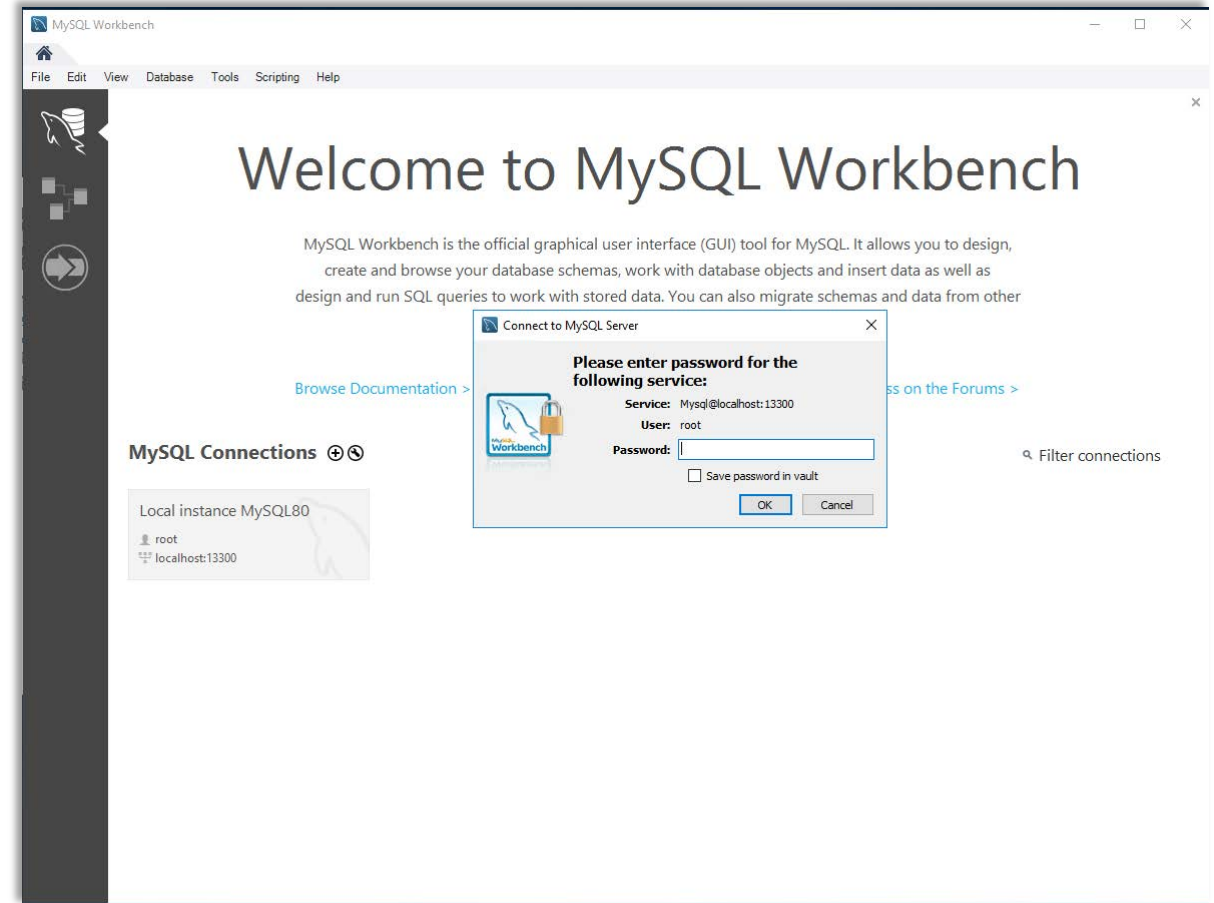 MySQL Workbench
File Edit View Database Tools Scripting Help
Welcome to MySQL Workbench
MySQL Workbench is the official graphical user interface (GUI) tool for MySQL. It allows you to design,
create and browse your database schemas, work with database objects and insert data as well as
design and run SQL queries to work with stored data. You can also migrate schemas and data from other
Connect to MySQL Server
Please enter password for the
following service:
Service: Mysql@localhost:13300
User: root
Password:
Save password in vault
OK Cancel
MySQL
Workbench
Browse Documentation >
ss on the Forums >
MySQL Connections
Filter connections
Local instance MySQL80
root
localhost:13300